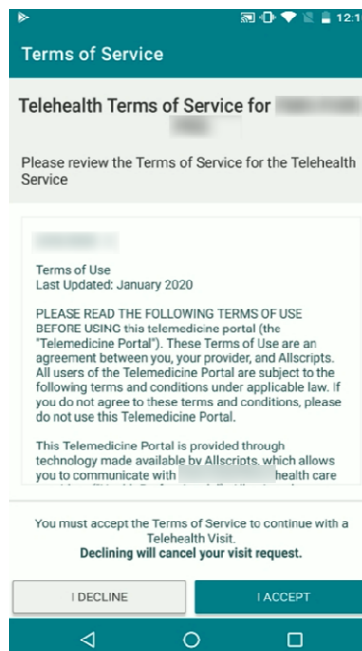 12:1
Terms of Service
Telehealth Terms of Service for
Please review the Terms of Service for the Telehealth
Service
Terms of Use
Last Updated: January 2020
PLEASE READ THE FOLLOWING TERMS OF USE
BEFORE USING this telemedicine portal (the
"Telemedicine Portal"). These Terms of Use are an
agreement between you, your provider, and Allscripts.
All users of the Telemedicine Portal are subject to the
following terms and conditions under applicable law. If
you do not agree to these terms and conditions, please
do not use this Telemedicine Portal.
This Telemedicine Portal is provided through
technology made available by Allscripts, which allows
you to communicate with health care
You must accept the Terms of Service to continue with a
Telehealth Visit.
Declining will cancel your visit request.
I DECLINE
I ACCEPT